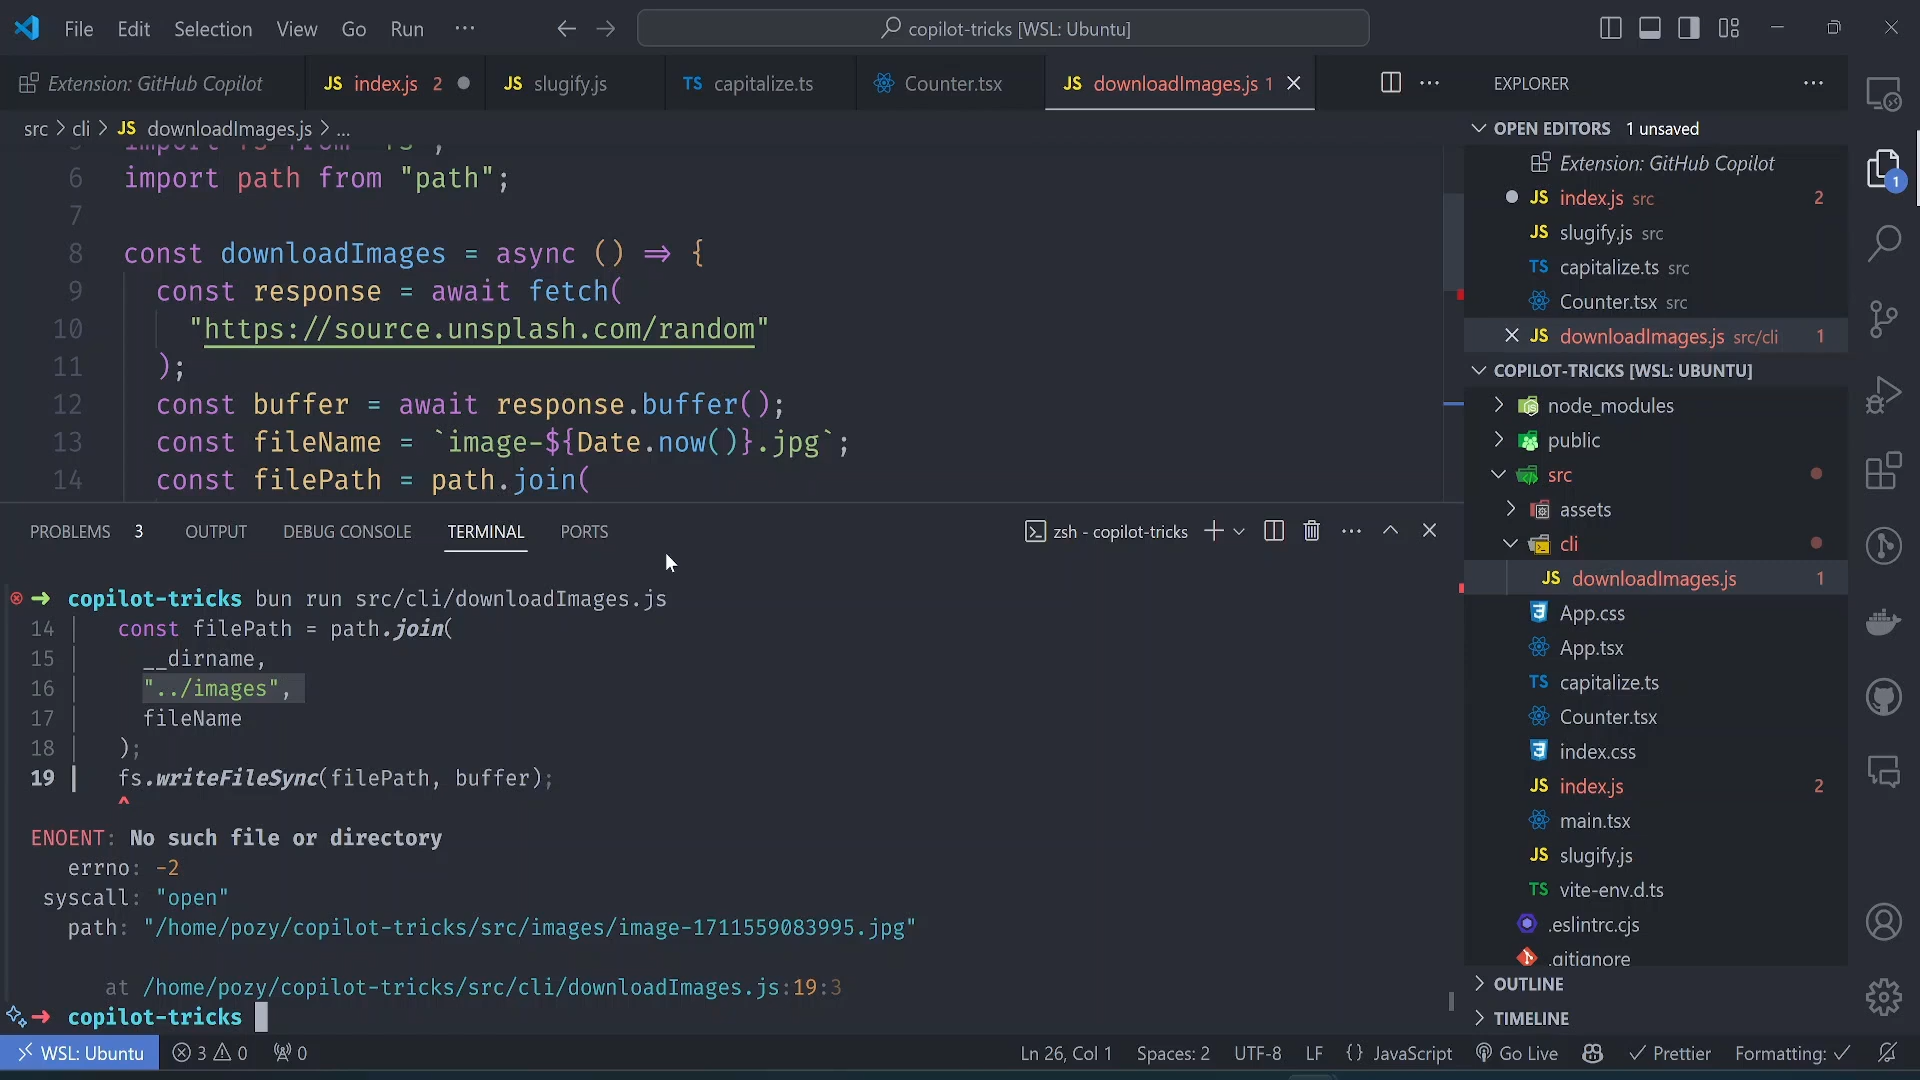 File Edit Selection View Go Run ···
copilot-tricks [WSL: Ubuntu]
Extension: GitHub Copilot
JS index.js 2
JS slugify.js
TS capitalize.ts
Counter.tsx
JS downloadImages.js 1
src > cli > JS downloadImages.js > ...
5 import fs from "fs";
6 import path from "path";
7
8 const downloadImages = async () ⇒ {
9 const response = await fetch(
10 "https://source.unsplash.com/random"
11 );
12 const buffer = await response.buffer();
13 const fileName = `image-${Date.now()}.jpg`;
14 const filePath = path.join(
PROBLEMS 3 OUTPUT DEBUG CONSOLE TERMINAL PORTS
zsh - copilot-tricks
copilot-tricks bun run src/cli/downloadImages.js
14 | const filePath = path.join(
15 | __dirname,
16 | "../images",
17 | fileName
18 | );
19 | fs.writeFileSync(filePath, buffer);
^
ENOENT: No such file or directory
errno: -2
syscall: "open"
path: "/home/pozy/copilot-tricks/src/images/image-1711559083995.jpg"
at /home/pozy/copilot-tricks/src/cli/downloadImages.js:19:3
copilot-tricks
EXPLORER
OPEN EDITORS 1 unsaved
Extension: GitHub Copilot
JS index.js src 2
JS slugify.js src
TS capitalize.ts src
Counter.tsx src
JS downloadImages.js src/cli 1
COPILOT-TRICKS [WSL: UBUNTU]
node_modules
public
src
assets
cli
JS downloadImages.js 1
App.css
App.tsx
TS capitalize.ts
Counter.tsx
index.css
JS index.js 2
main.tsx
JS slugify.js
TS vite-env.d.ts
.eslintrc.cjs
.gitignore
OUTLINE
TIMELINE
1
WSL: Ubuntu 3 0 0
Ln 26, Col 1 Spaces: 2 UTF-8 LF {} JavaScript Go Live Prettier Formatting: ✓